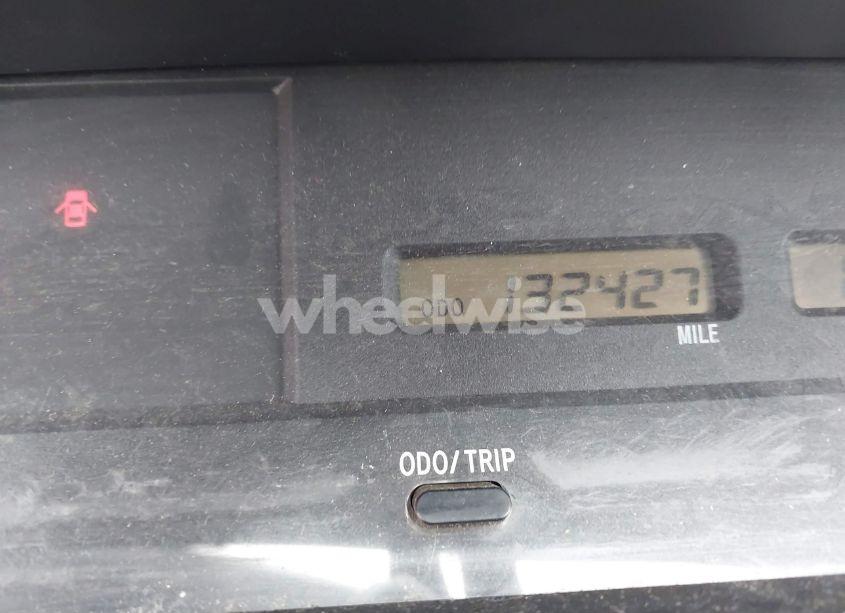 ODO 132427
MILE
wheelwise
ODO/TRIP